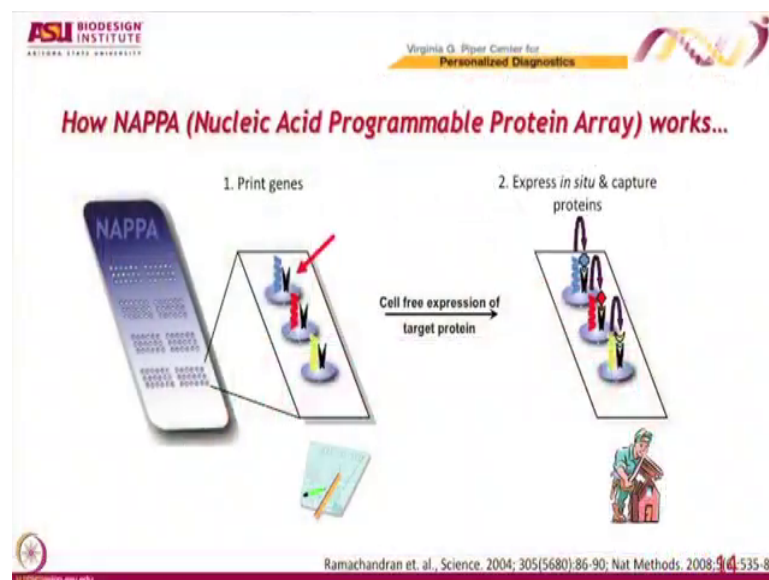 ASU BIODESIGN
INSTITUTE
ARIZONA STATE UNIVERSITY
Virginia G. Piper Center for
Personalized Diagnostics
How NAPPA (Nucleic Acid Programmable Protein Array) works...
1. Print genes
2. Express in situ & capture
proteins
NAPPA
Cell free expression of
target protein
Ramachandran et. al., Science. 2004; 305(5680):86-90; Nat Methods. 2008;
14